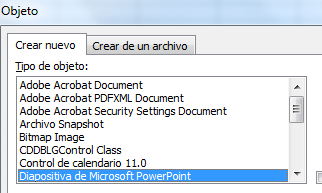 Objeto
Crear nuevo
Crear de un archivo
Tipo de objeto:
Adobe Acrobat Document
Adobe Acrobat PDFXML Document
Adobe Acrobat Security Settings Document
Archivo Snapshot
Bitmap Image
CDDBLGControl Class
Control de calendario 11.0
Diapositiva de Microsoft PowerPoint